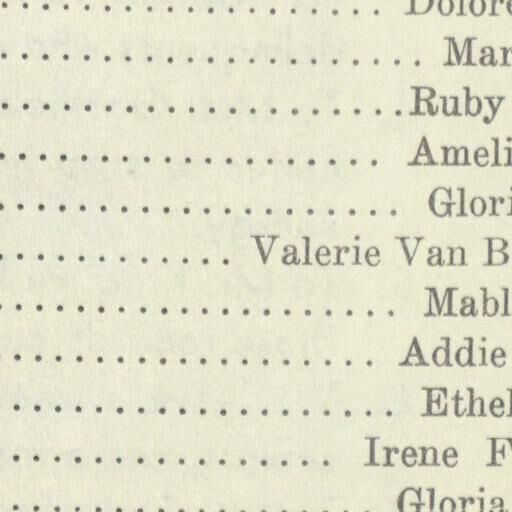 .................... Dolore
..................... Mar
....................Ruby
................... Ameli
.................... Glori
............ Valerie Van B
.................... Mabl
.................. Addie
................... Ethel
................ Irene F
.................. Gloria